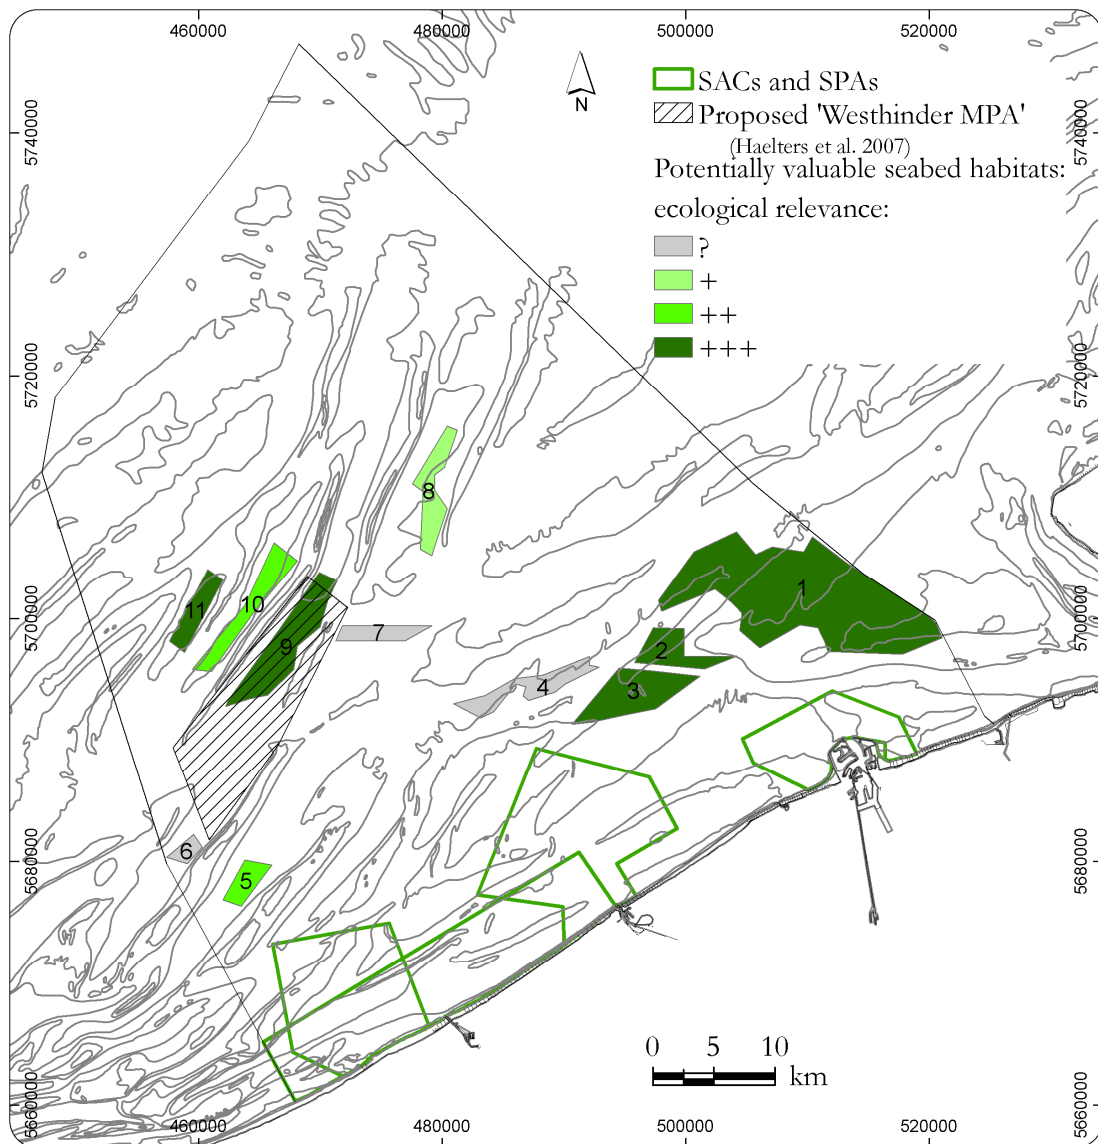 460000 480000 500000 520000
SACs and SPAs
Proposed 'Westhinder MPA'
(Haelters et al. 2007)
Potentially valuable seabed habitats:
ecological relevance:
?
+
++
+++
N
5740000 5740000
5720000 5720000
8
1
11
10
5700000 5700000
7
9
2
4
3
6
5
5680000 5680000
0 5 10
km
5660000 5660000
460000 480000 500000 520000